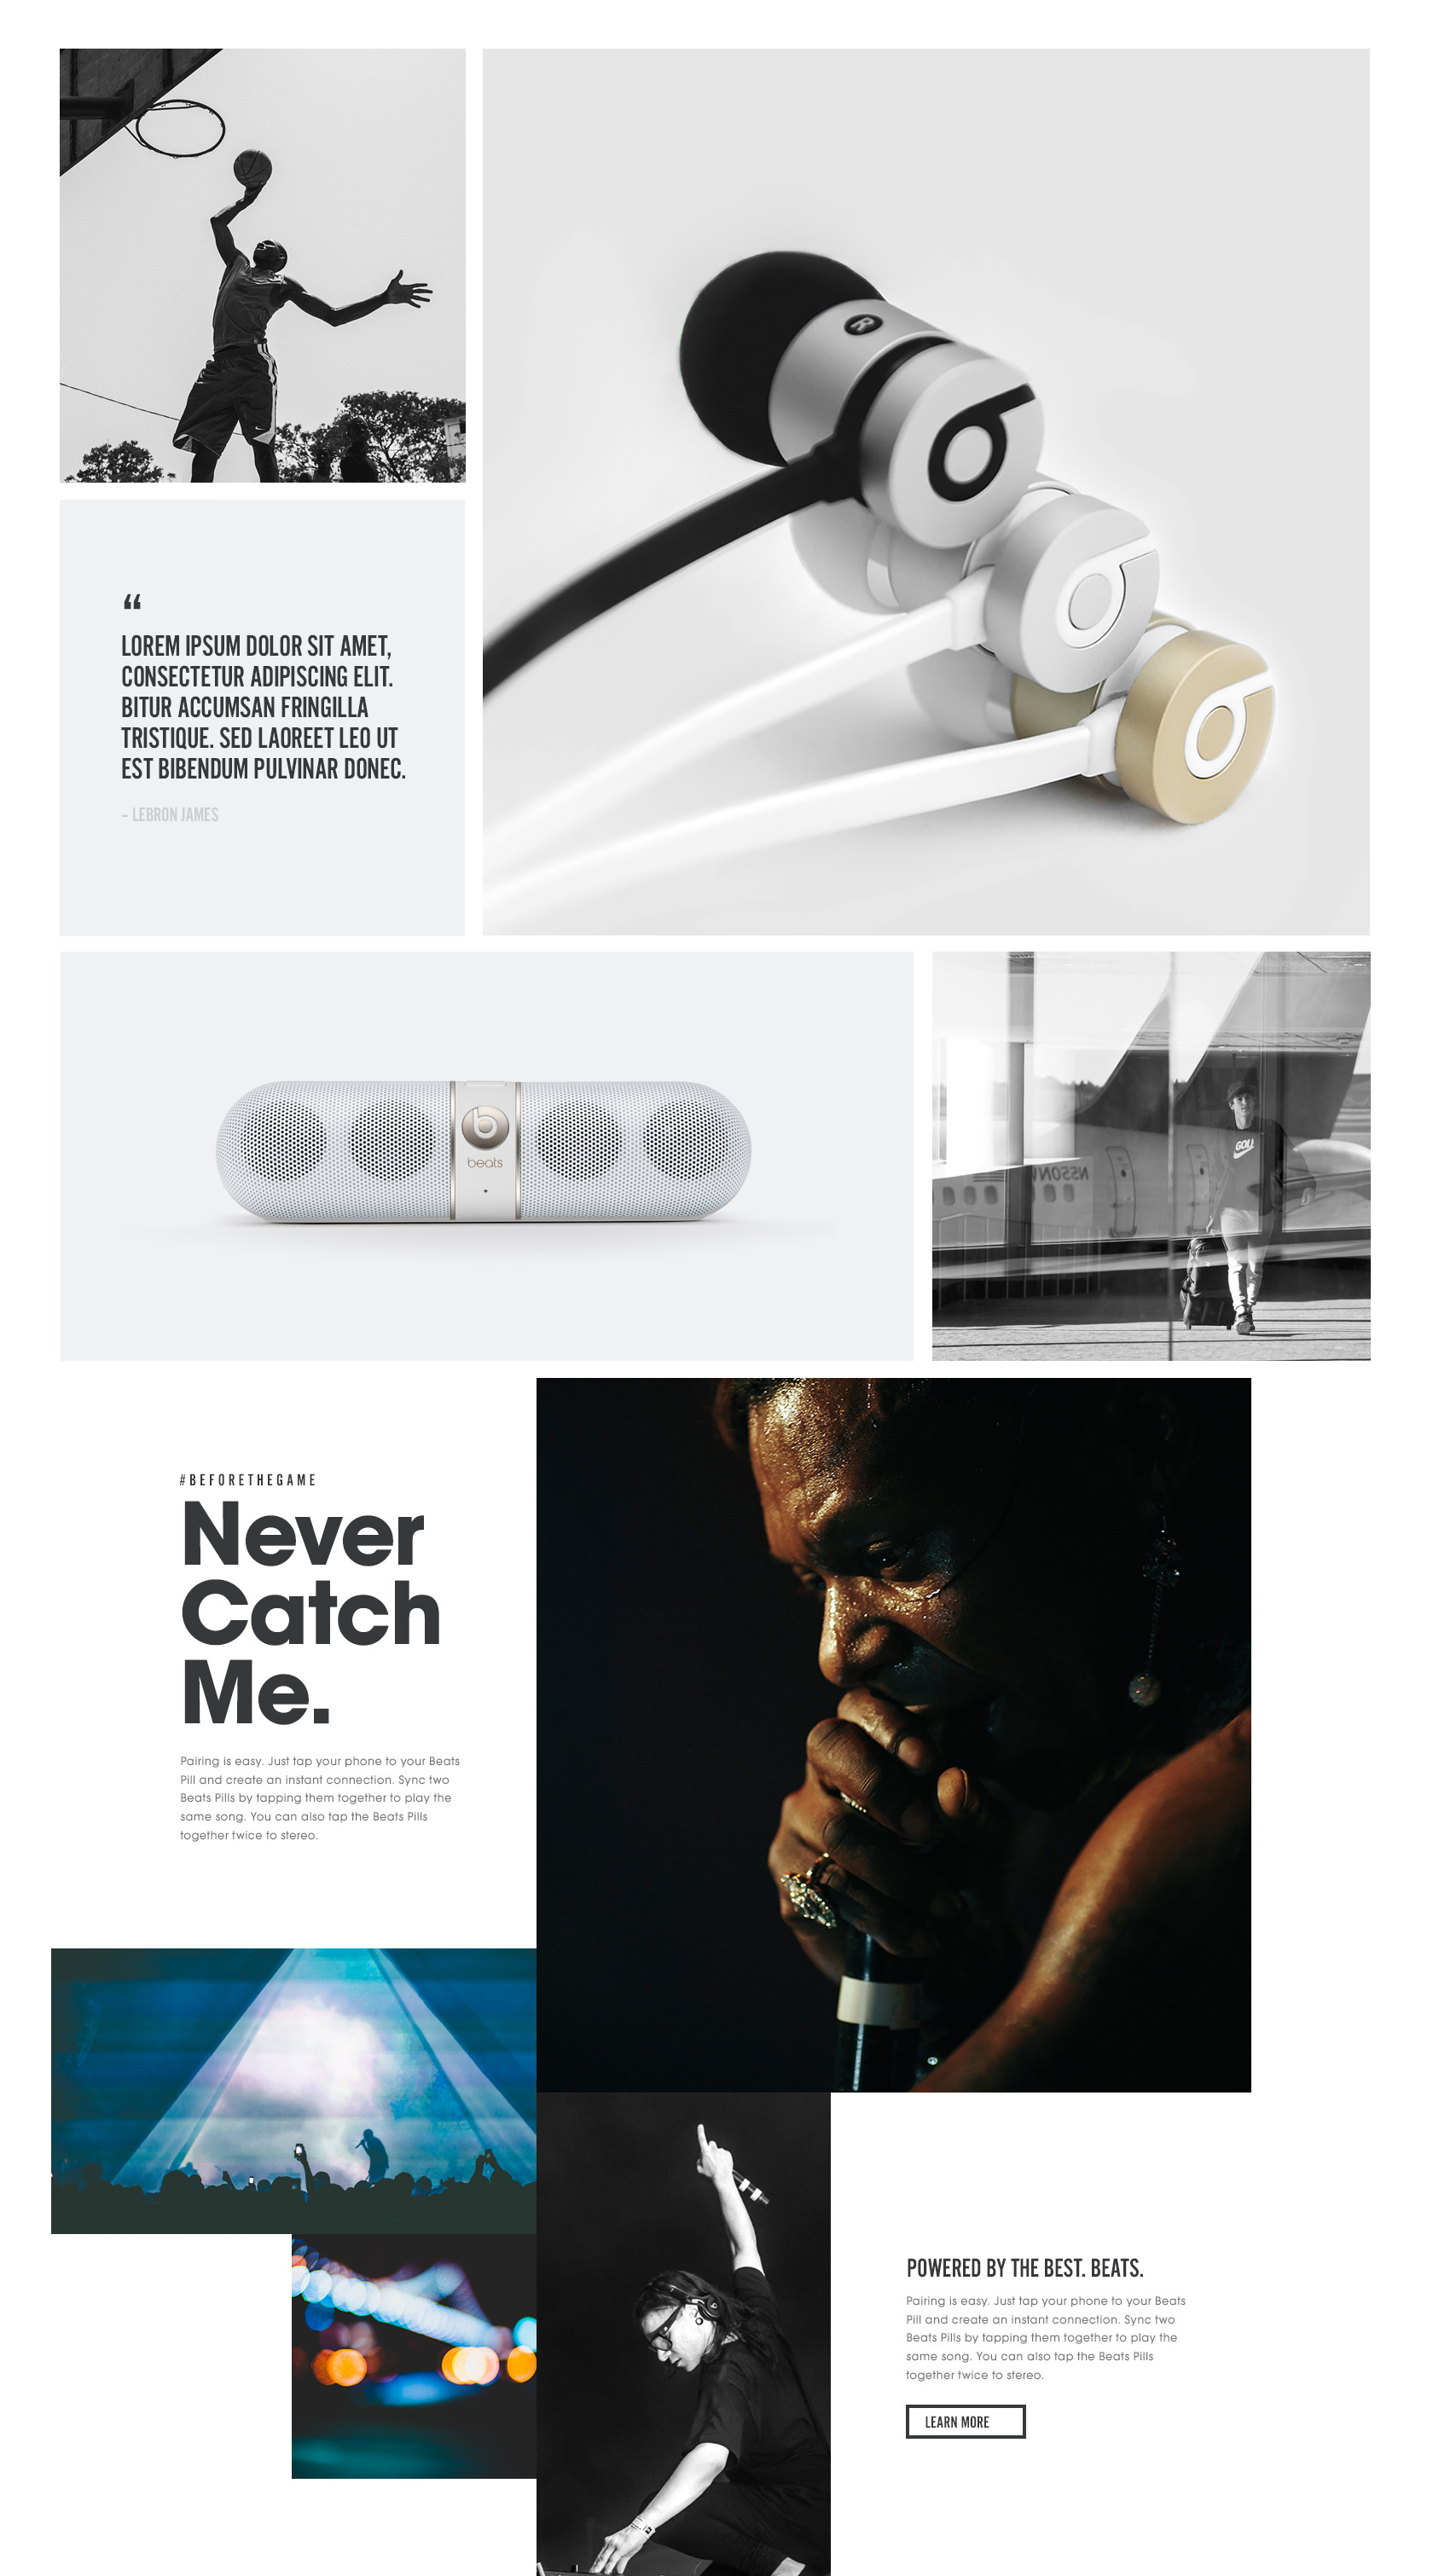 “
LOREM IPSUM DOLOR SIT AMET,
CONSECTETUR ADIPISCING ELIT.
BITUR ACCUMSAN FRINGILLA
TRISTIQUE. SED LAOREET LEO UT
EST BIBENDUM PULVINAR DONEC.
– LEBRON JAMES
R
b
b
b
b
beats
GOLF
NOSSN
#BEFORETHEGAME
Never
Catch
Me.
Pairing is easy. Just tap your phone to your Beats
Pill and create an instant connection. Sync two
Beats Pills by tapping them together to play the
same song. You can also tap the Beats Pills
together twice to stereo.
POWERED BY THE BEST. BEATS.
Pairing is easy. Just tap your phone to your Beats
Pill and create an instant connection. Sync two
Beats Pills by tapping them together to play the
same song. You can also tap the Beats Pills
together twice to stereo.
LEARN MORE